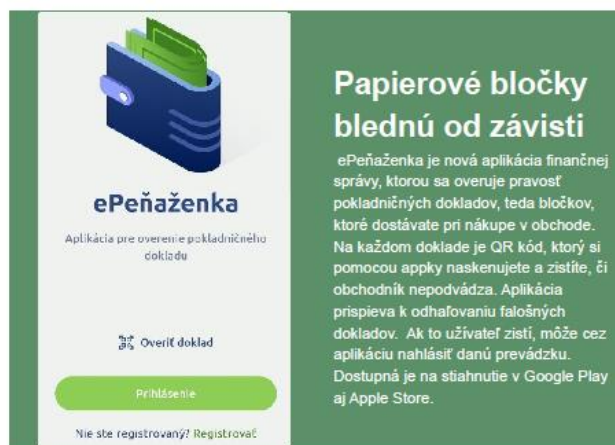 ePeňaženka
Aplikácia pre overenie pokladničného
dokladu
Overiť doklad
Prihlásenie
Nie ste registrovaný? Registrovať
Papierové bločky
blednú od závisti
ePeňaženka je nová aplikácia finančnej
správy, ktorou sa overuje pravosť
pokladničných dokladov, teda bločkov,
ktoré dostávate pri nákupe v obchode.
Na každom doklade je QR kód, ktorý si
pomocou appky naskenujete a zistíte, či
obchodník nepodvádza. Aplikácia
prispieva k odhaľovaniu falošných
dokladov. Ak to užívateľ zistí, môže cez
aplikáciu nahlásiť danú prevádzku.
Dostupná je na stiahnutie v Google Play
aj Apple Store.